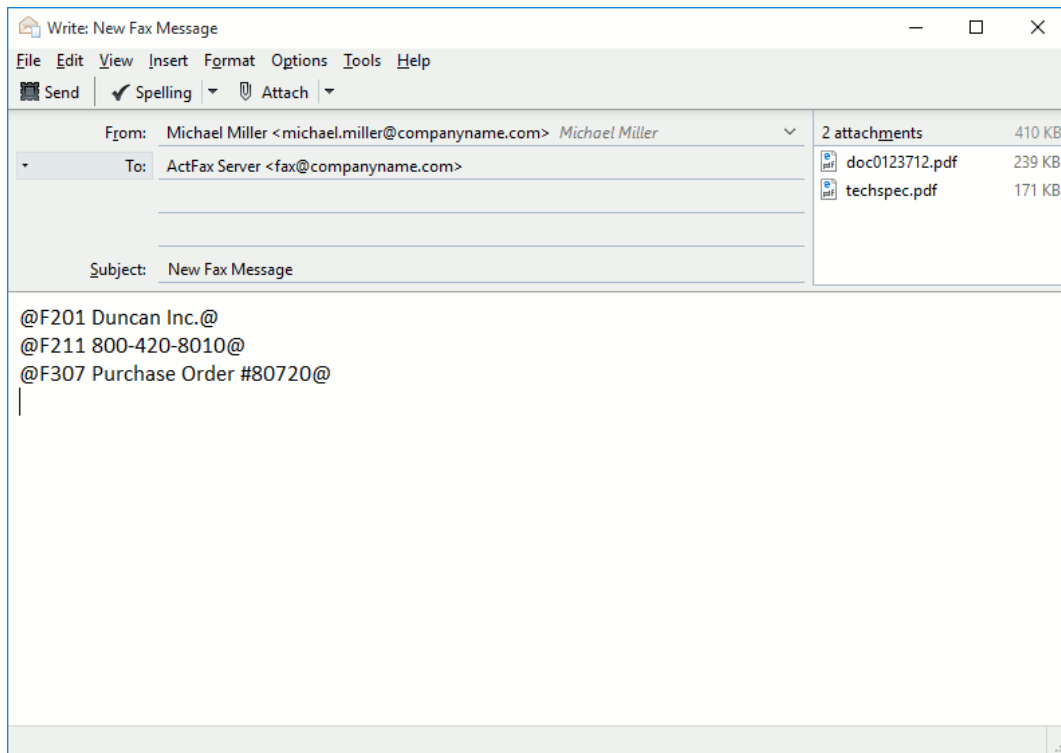 Write: New Fax Message
File Edit View Insert Format Options Tools Help
Send Spelling Attach
From: Michael Miller <michael.miller@companyname.com> Michael Miller
2 attachments 410 KB
To: ActFax Server <fax@companyname.com>
doc0123712.pdf 239 KB
techspec.pdf 171 KB
Subject: New Fax Message
@F201 Duncan Inc.@
@F211 800-420-8010@
@F307 Purchase Order #80720@